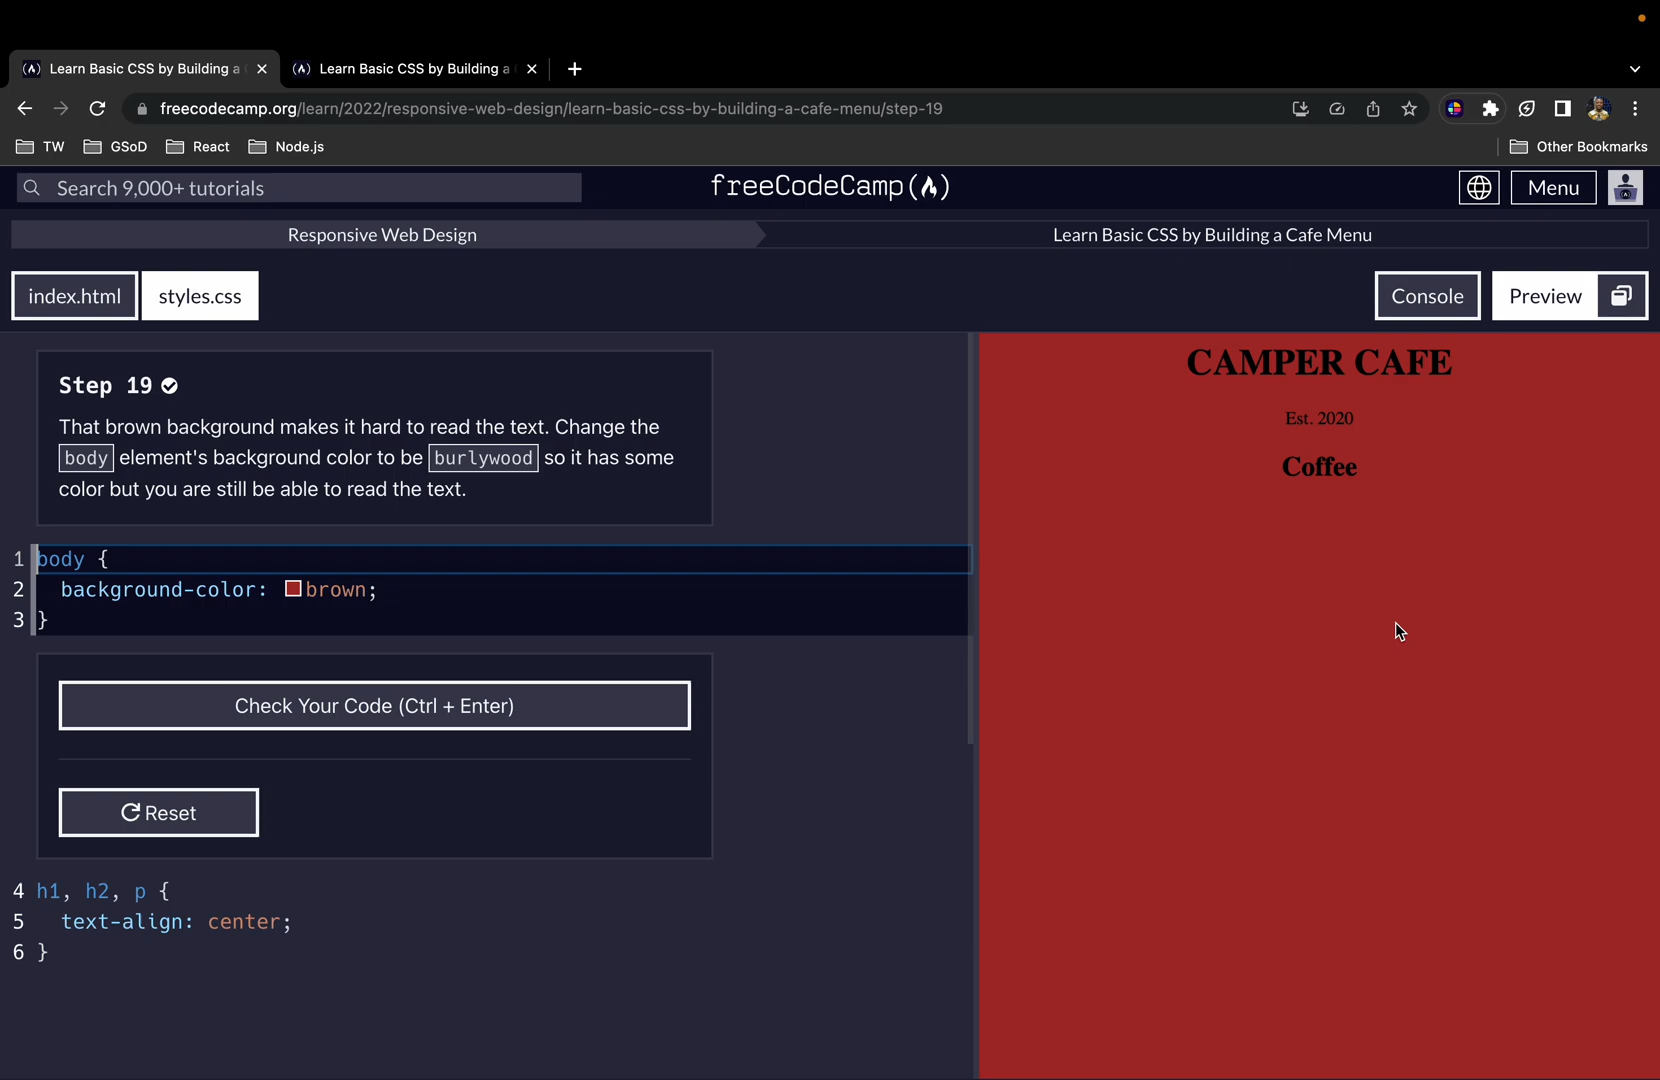 Learn Basic CSS by Building a
Learn Basic CSS by Building a
freecodecamp.org/learn/2022/responsive-web-design/learn-basic-css-by-building-a-cafe-menu/step-19
TW
GSoD
React
Node.js
Other Bookmarks
Search 9,000+ tutorials
freeCodeCamp
Menu
Responsive Web Design
Learn Basic CSS by Building a Cafe Menu
index.html
styles.css
Console
Preview
Step 19
That brown background makes it hard to read the text. Change the
body element's background color to be burlywood so it has some
color but you are still be able to read the text.
1 body {
2 background-color: brown;
3 }
Check Your Code (Ctrl + Enter)
Reset
4 h1, h2, p {
5 text-align: center;
6 }
CAMPER CAFE
Est. 2020
Coffee